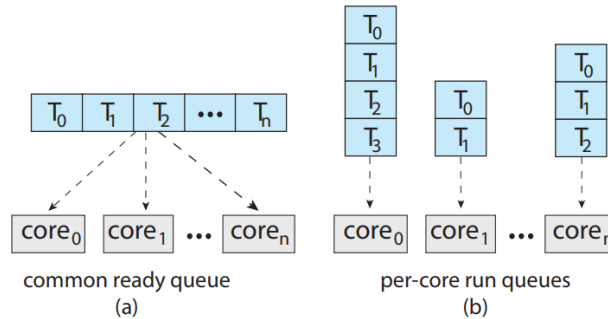 T0 T1 T2 ••• Tn
core0 core1 ••• coren
common ready queue
(a)
T0
T1
T2
T3
T0
T1
T0
T1
T2
core0 core1 ••• coren
per-core run queues
(b)